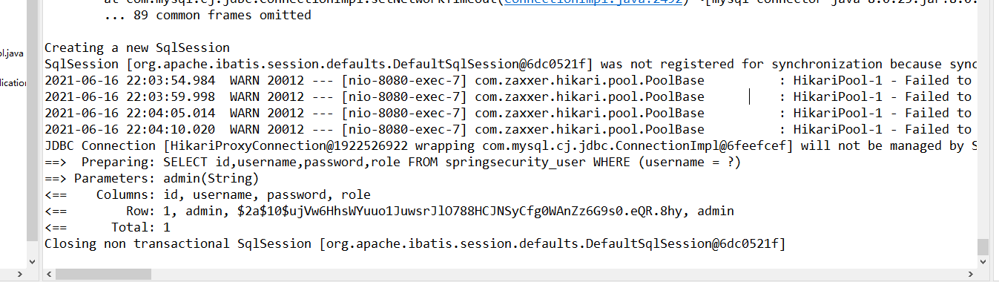 ... 89 common frames omitted
Creating a new SqlSession
SqlSession [org.apache.ibatis.session.defaults.DefaultSqlSession@6dc0521f] was not registered for synchronization because sync
2021-06-16 22:03:54.984  WARN 20012 --- [nio-8080-exec-7] com.zaxxer.hikari.pool.PoolBase          : HikariPool-1 - Failed to
2021-06-16 22:03:59.998  WARN 20012 --- [nio-8080-exec-7] com.zaxxer.hikari.pool.PoolBase          : HikariPool-1 - Failed to
2021-06-16 22:04:05.014  WARN 20012 --- [nio-8080-exec-7] com.zaxxer.hikari.pool.PoolBase          : HikariPool-1 - Failed to
2021-06-16 22:04:10.020  WARN 20012 --- [nio-8080-exec-7] com.zaxxer.hikari.pool.PoolBase          : HikariPool-1 - Failed to
JDBC Connection [HikariProxyConnection@1922526922 wrapping com.mysql.cj.jdbc.ConnectionImpl@6feefcef] will not be managed by S
==>  Preparing: SELECT id,username,password,role FROM springsecurity_user WHERE (username = ?)
==> Parameters: admin(String)
<==    Columns: id, username, password, role
<==        Row: 1, admin, $2a$10$ujVw6HhsWYuuo1JuwsrJlO788HCJNSyCfg0WAnZz6G9s0.eQR.8hy, admin
<==      Total: 1
Closing non transactional SqlSession [org.apache.ibatis.session.defaults.DefaultSqlSession@6dc0521f]
ol.java
lication